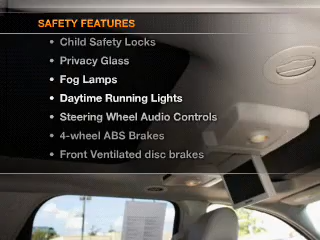 SAFETY FEATURES
• Child Safety Locks
• Privacy Glass
• Fog Lamps
• Daytime Running Lights
• Steering Wheel Audio Controls
• 4-wheel ABS Brakes
• Front Ventilated disc brakes